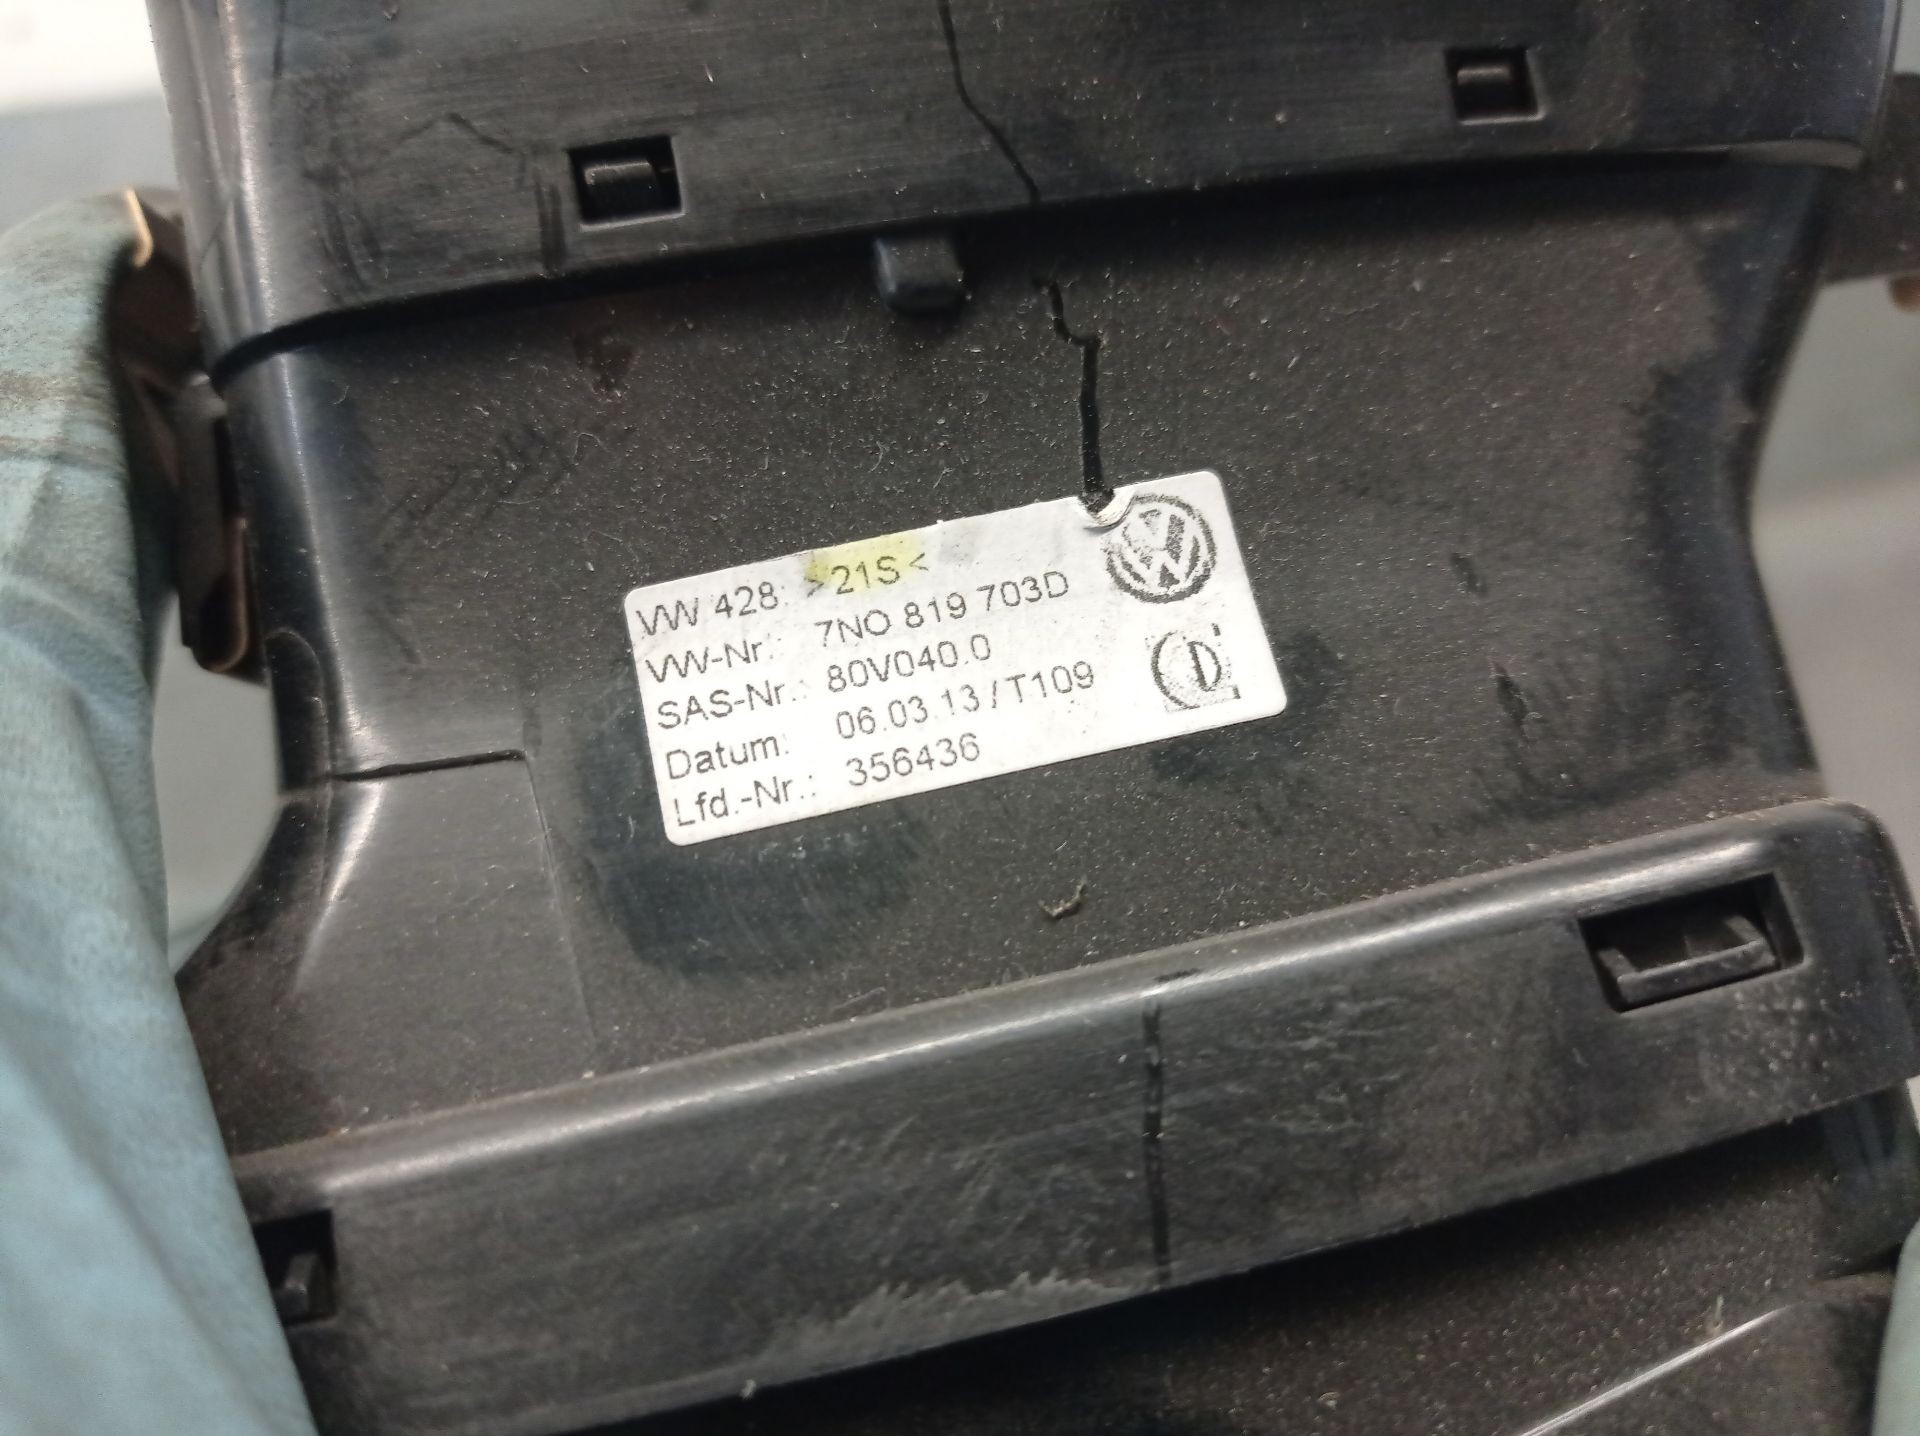 VW 428: >21S<
VW-Nr.: 7NO 819 703D
SAS-Nr.: 80V040.0
Datum: 06.03.13/T109
Lfd.-Nr.: 356436